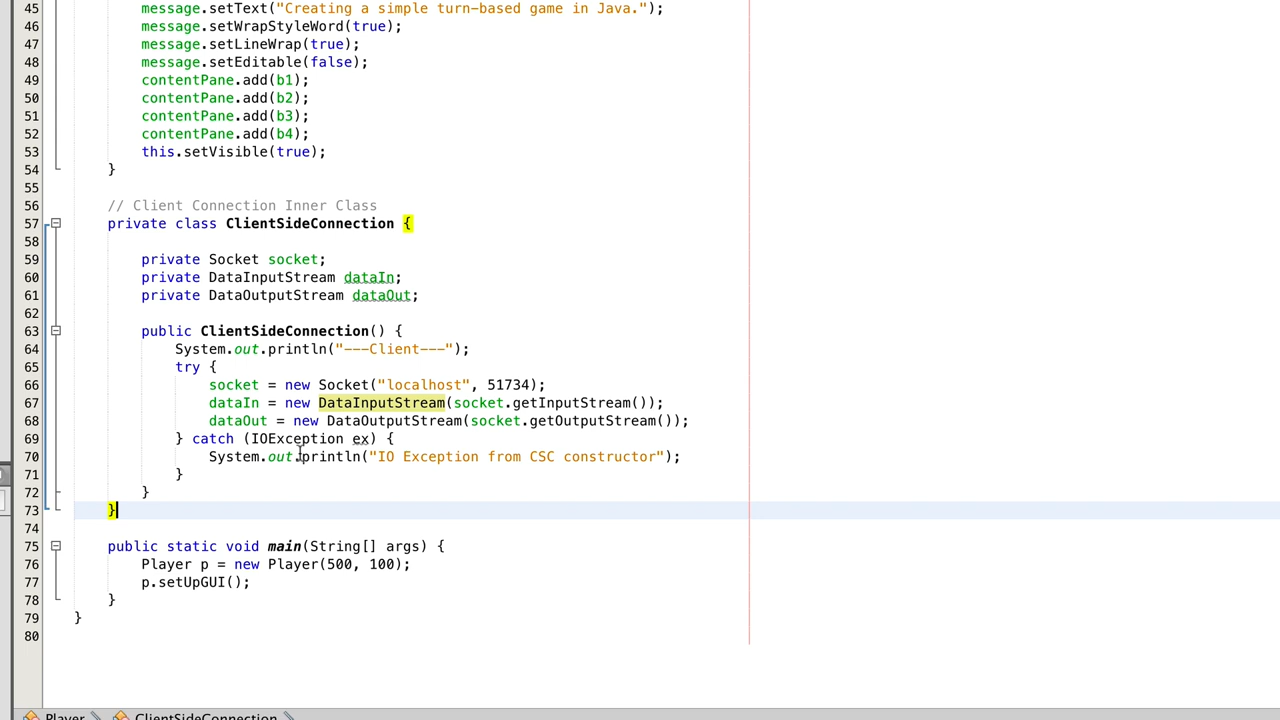 45 message.setText("Creating a simple turn-based game in Java.");
46 message.setWrapStyleWord(true);
47 message.setLineWrap(true);
48 message.setEditable(false);
49 contentPane.add(b1);
50 contentPane.add(b2);
51 contentPane.add(b3);
52 contentPane.add(b4);
53 this.setVisible(true);
54 }
55
56 // Client Connection Inner Class
57 private class ClientSideConnection {
58
59 private Socket socket;
60 private DataInputStream dataIn;
61 private DataOutputStream dataOut;
62
63 public ClientSideConnection() {
64 System.out.println("---Client---");
65 try {
66 socket = new Socket("localhost", 51734);
67 dataIn = new DataInputStream(socket.getInputStream());
68 dataOut = new DataOutputStream(socket.getOutputStream());
69 } catch (IOException ex) {
70 System.out.println("IO Exception from CSC constructor");
71 }
72 }
73 }
74
75 public static void main(String[] args) {
76 Player p = new Player(500, 100);
77 p.setUpGUI();
78 }
79 }
80
Player ClientSideConnection